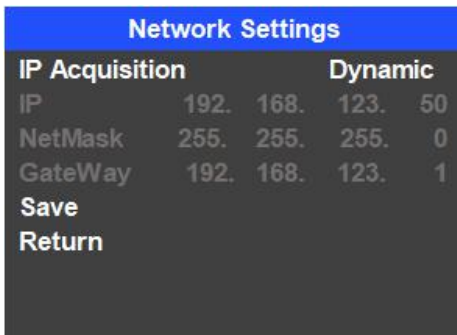 Network Settings
IP Acquisition Dynamic
IP 192. 168. 123. 50
NetMask 255. 255. 255. 0
GateWay 192. 168. 123. 1
Save
Return